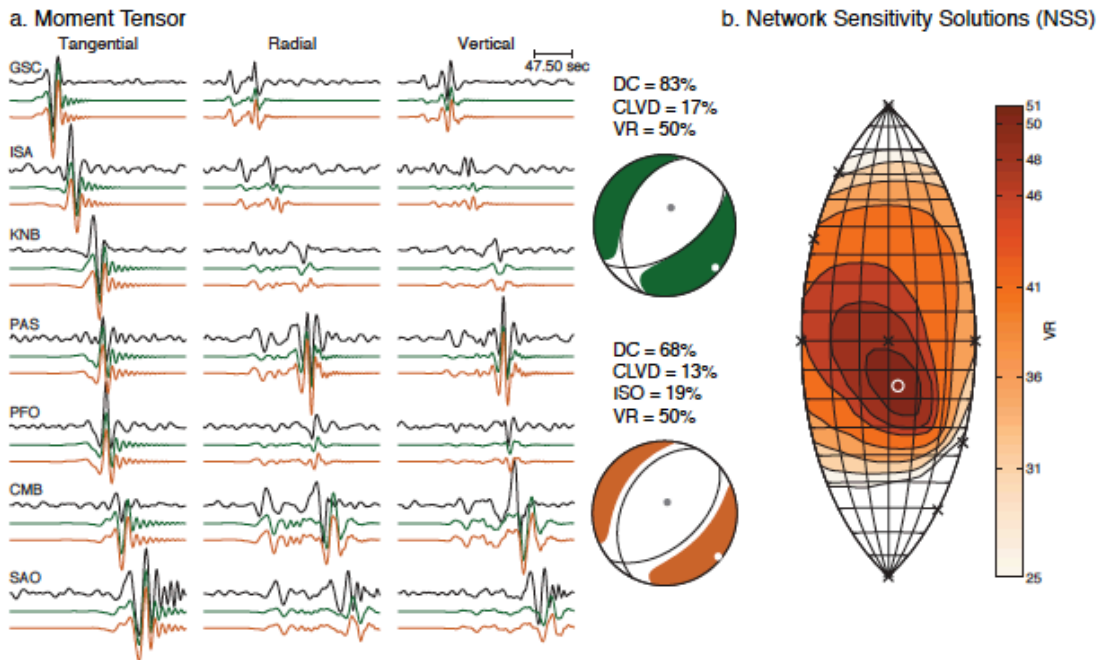 a. Moment Tensor
b. Network Sensitivity Solutions (NSS)
Tangential
Radial
Vertical
47.50 sec
GSC
ISA
KNB
PAS
PFO
CMB
SAO
DC = 83%
CLVD = 17%
VR = 50%
DC = 68%
CLVD = 13%
ISO = 19%
VR = 50%
51
50
48
46
41
36
31
25
VR